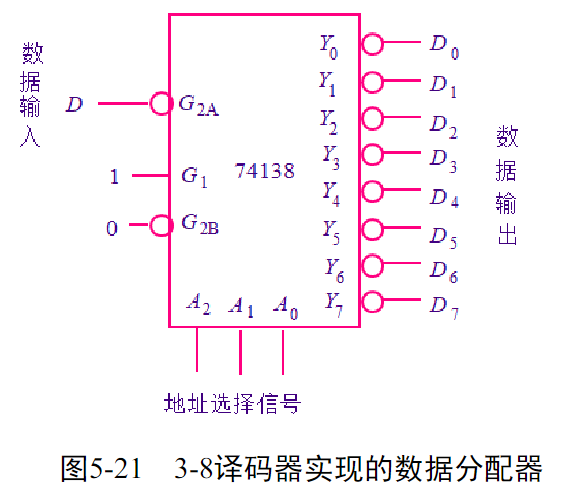 数据输入
D
G2A
1
G1
0
G2B
74138
A2 A1 A0
Y0 D0
Y1 D1
Y2 D2
Y3 D3
Y4 D4
Y5 D5
Y6 D6
Y7 D7
数据输出
地址选择信号
图5-21 3-8译码器实现的数据分配器